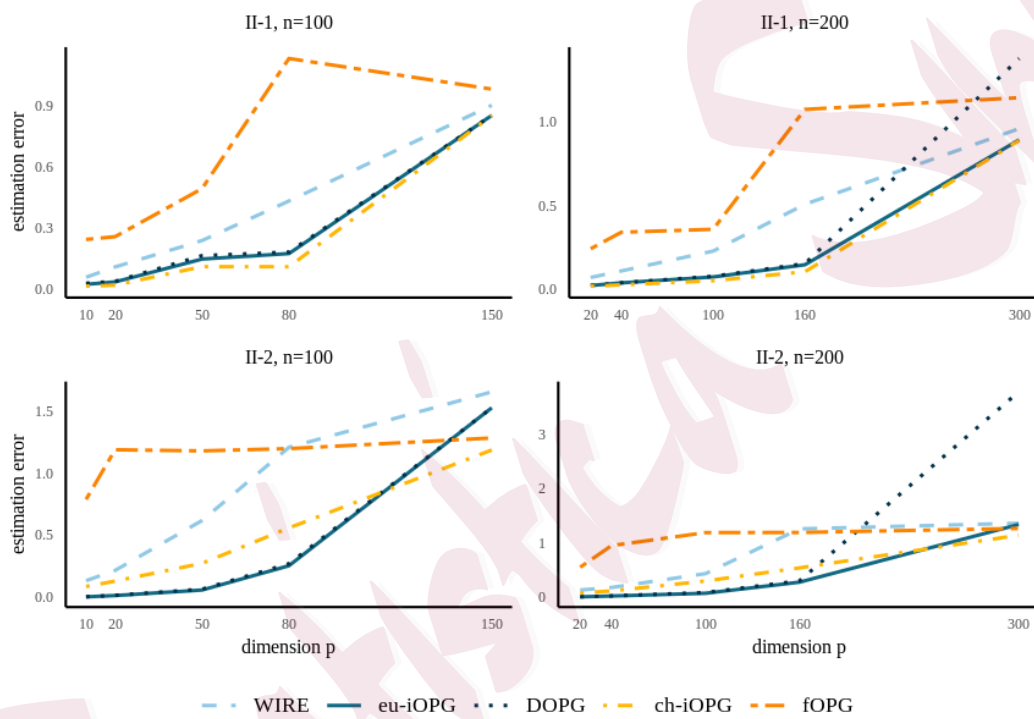 II-1, n=100
II-1, n=200
estimation error
0.9
0.6
0.3
0.0
1.0
0.5
0.0
10 20 50 80 150
20 40 100 160 300
II-2, n=100
II-2, n=200
estimation error
1.5
1.0
0.5
0.0
3
2
1
0
10 20 50 80 150
20 40 100 160 300
dimension p
dimension p
WIRE eu-iOPG DOPG ch-iOPG fOPG